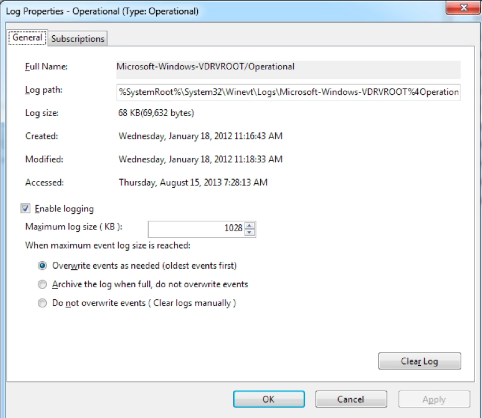 Log Properties - Operational (Type: Operational)
General Subscriptions
Full Name: Microsoft-Windows-VDRVROOT/Operational
Log path: %SystemRoot%\System32\Winevt\Logs\Microsoft-Windows-VDRVROOT%4Operation
Log size: 68 KB(69,632 bytes)
Created: Wednesday, January 18, 2012 11:16:43 AM
Modified: Wednesday, January 18, 2012 11:18:33 AM
Accessed: Thursday, August 15, 2013 7:28:13 AM
Enable logging
Maximum log size ( KB ): 1028
When maximum event log size is reached:
Overwrite events as needed (oldest events first)
Archive the log when full, do not overwrite events
Do not overwrite events ( Clear logs manually )
Clear Log
OK Cancel Apply